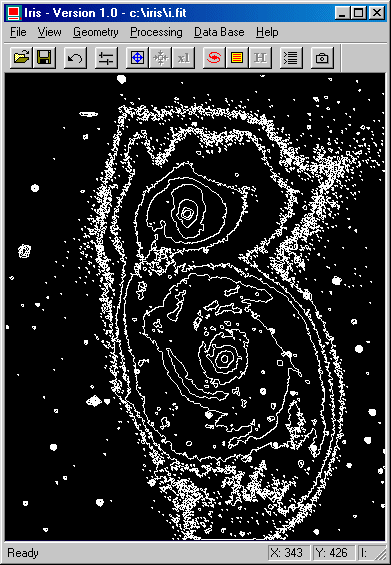 Iris - Version 1.0 - c:\iris\i.fit
File View Geometry Processing Data Base Help
x1 H
Ready X: 343 Y: 426 I: